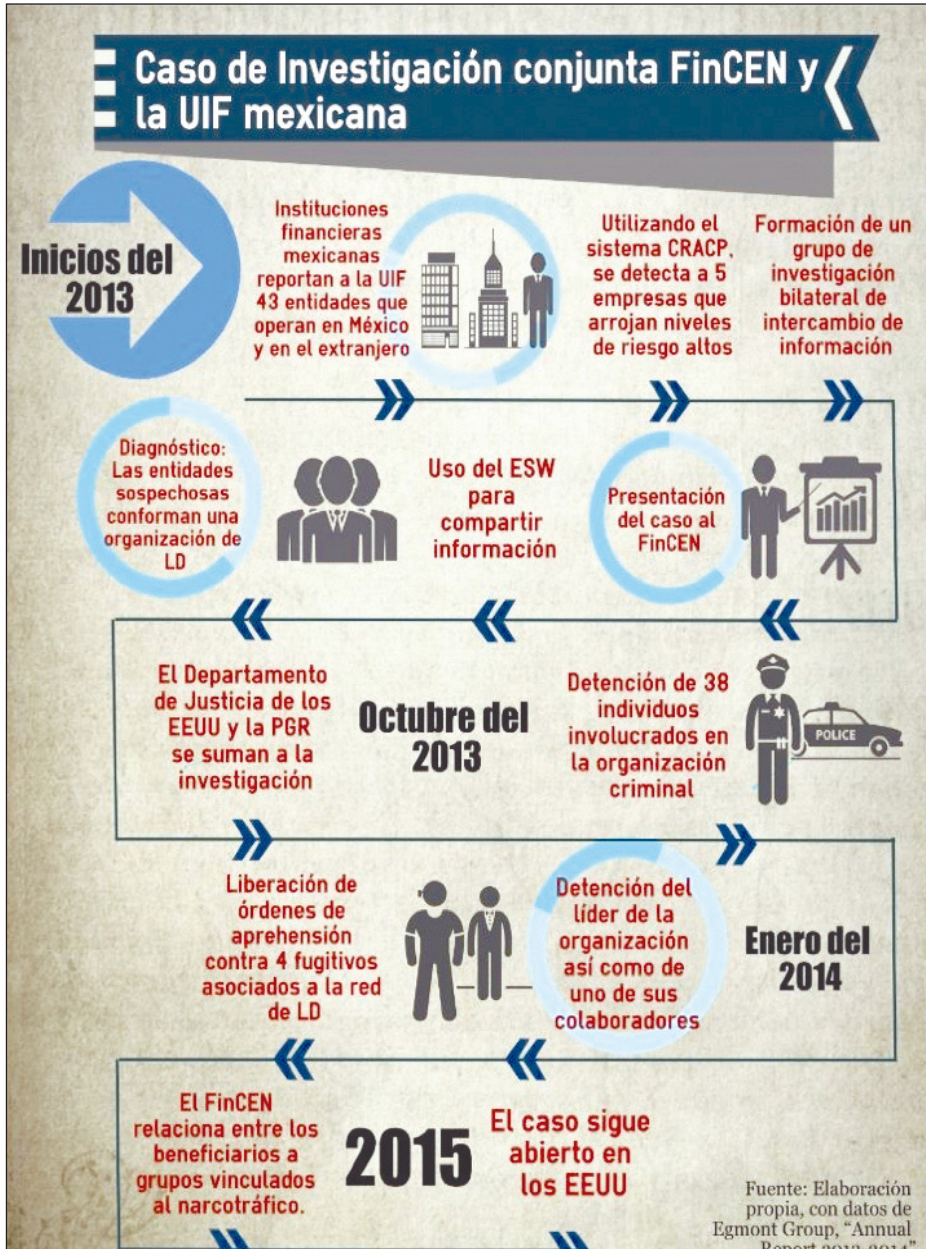 Caso de Investigación conjunta FinCEN y
la UIF mexicana
Inicios del
2013
Instituciones
financieras
mexicanas
reportan a la UIF
43 entidades que
operan en México
y en el extranjero
Utilizando el
sistema CRACP,
se detecta a 5
empresas que
arrojan niveles
de riesgo altos
Formación de un
grupo de
investigación
bilateral de
intercambio de
información
Diagnóstico:
Las entidades
sospechosas
conforman una
organización de
LD
Uso del ESW
para
compartir
información
Presentación
del caso al
FinCEN
El Departamento
de Justicia de los
EEUU y la PGR
se suman a la
investigación
Octubre del
2013
Detención de 38
individuos
involucrados en
la organización
criminal
POLICE
Liberación de
órdenes de
aprehensión
contra 4 fugitivos
asociados a la red
de LD
Detención del
líder de la
organización
así como de
uno de sus
colaboradores
Enero del
2014
El FinCEN
relaciona entre los
beneficiarios a
grupos vinculados
al narcotráfico.
2015
El caso sigue
abierto en
los EEUU
Fuente: Elaboración
propia, con datos de
Egmont Group, “Annual
Report 2013-2014”